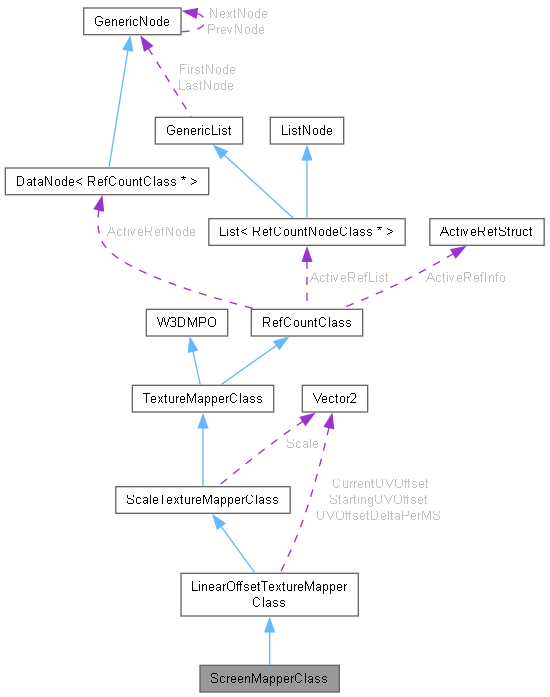 GenericNode
NextNode
PrevNode
FirstNode
LastNode
GenericList
ListNode
DataNode< RefCountClass * >
List< RefCountNodeClass * >
ActiveRefStruct
ActiveRefNode
ActiveRefList
ActiveRefInfo
W3DMPO
RefCountClass
TextureMapperClass
Vector2
Scale
ScaleTextureMapperClass
CurrentUVOffset
StartingUVOffset
UVOffsetDeltaPerMS
LinearOffsetTextureMapper
Class
ScreenMapperClass